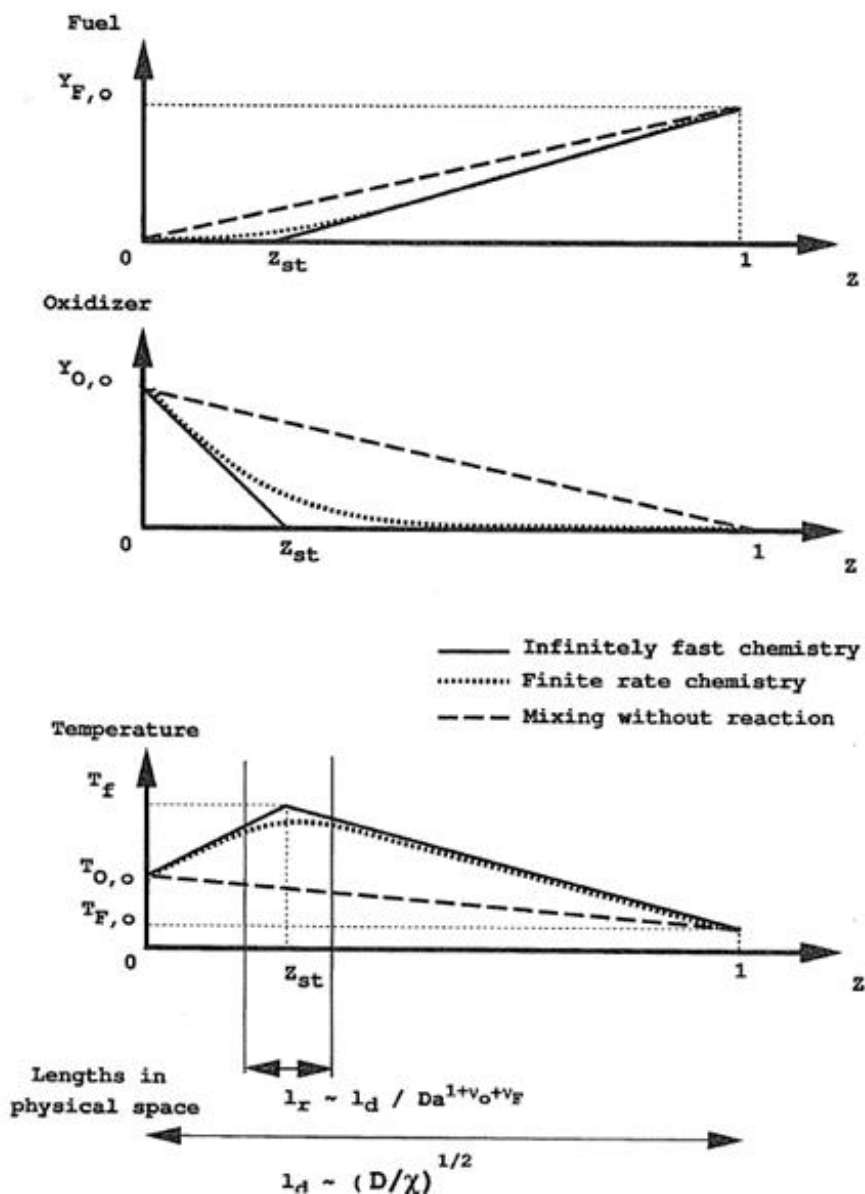 Fuel
Y_F,o
0
Z_st
1
Z
Oxidizer
Y_O,o
0
Z_st
1
Z
Infinitely fast chemistry
Finite rate chemistry
Mixing without reaction
Temperature
T_f
T_O,o
T_F,o
0
Z_st
1
Z
Lengths in
physical space
l_r ~ l_d / Da^{1+ν_O+ν_F}
l_d ~ (D/χ)^{1/2}